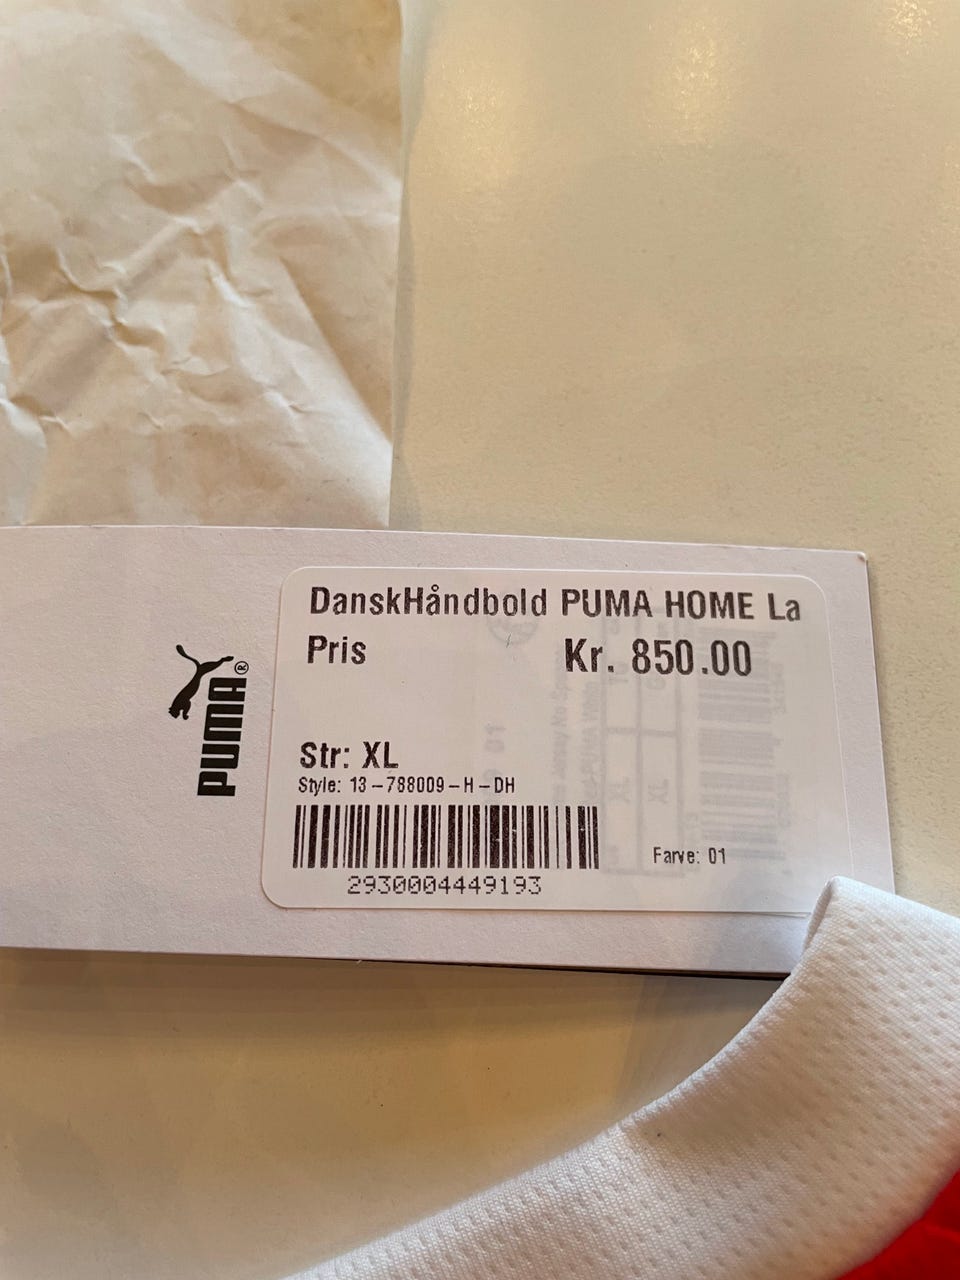 DanskHåndbold PUMA HOME La
Pris Kr. 850.00
PUMA®
Str: XL
Style: 13-788009-H-DH
Farve: 01
2930004449193